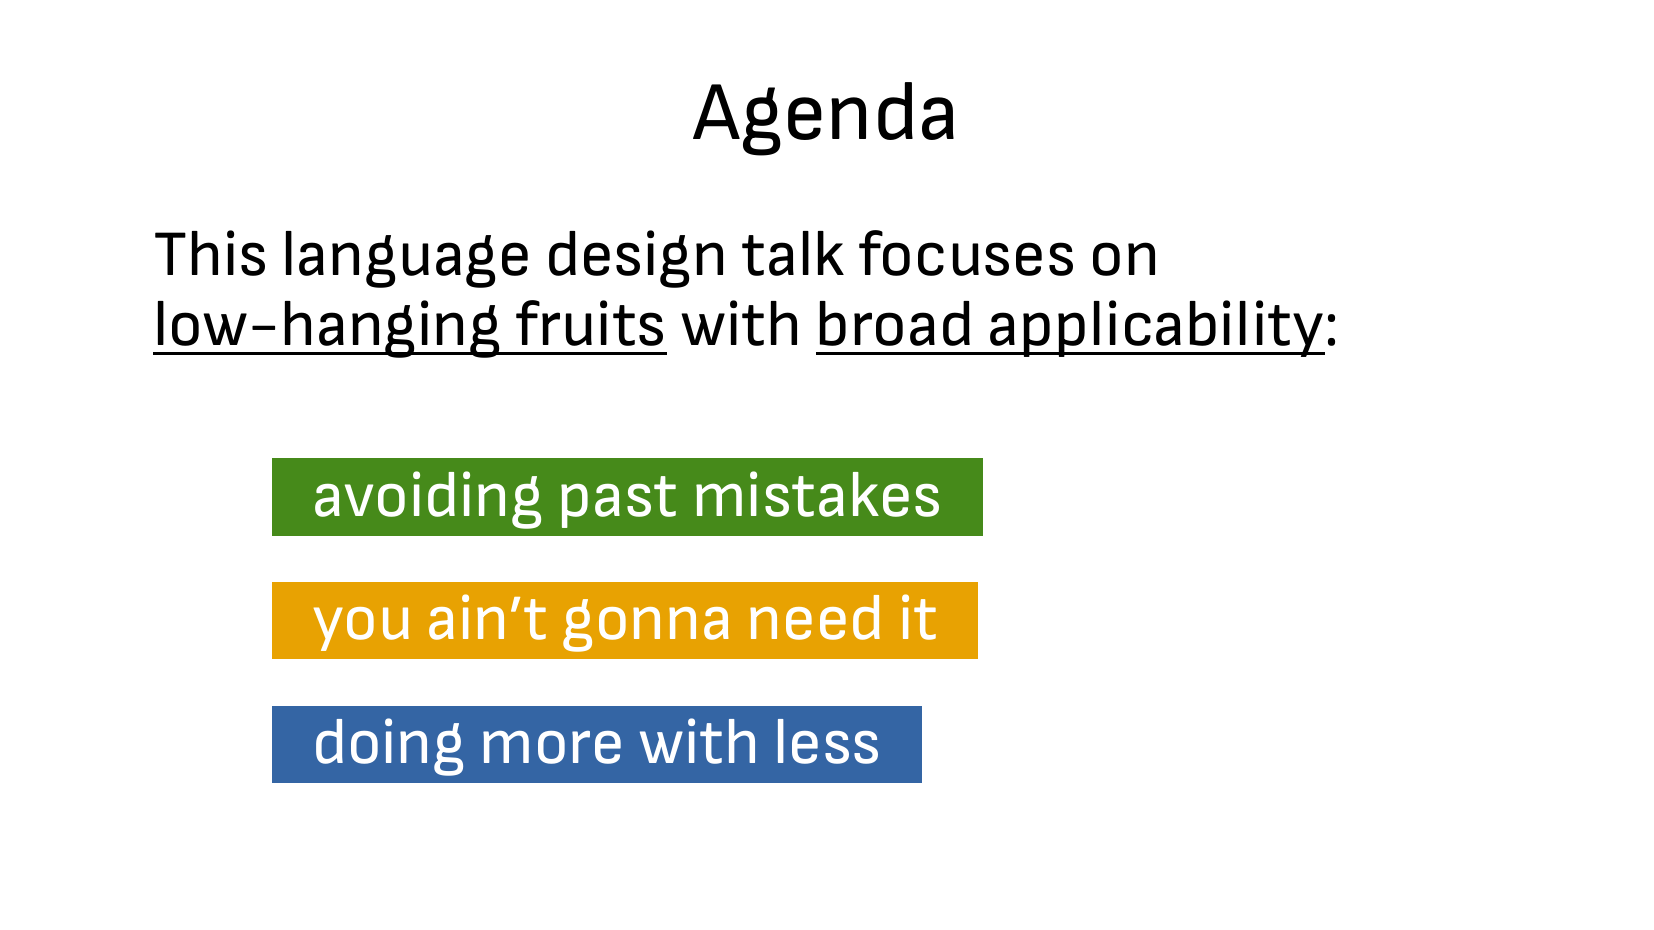 Agenda
This language design talk focuses on
low-hanging fruits with broad applicability:
avoiding past mistakes
you ain’t gonna need it
doing more with less